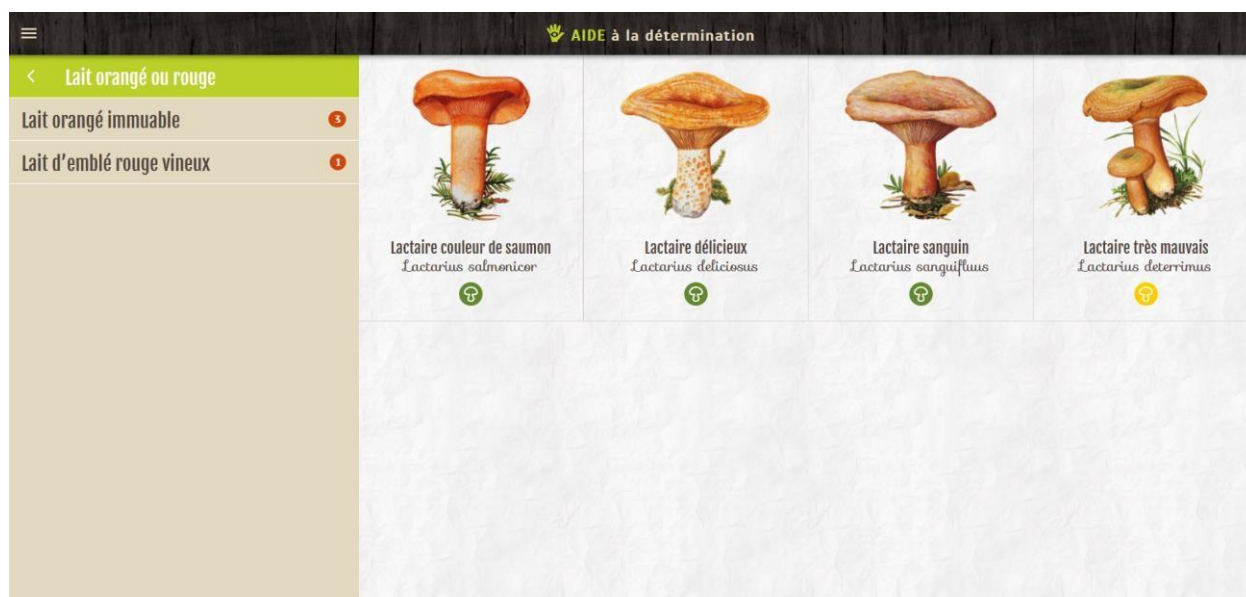 AIDE à la détermination
Lait orangé ou rouge
Lait orangé immuable 3
Lait d'emblé rouge vineux 1
Lactaire couleur de saumon
Lactarius salmonicor
Lactaire délicieux
Lactarius deliciosus
Lactaire sanguin
Lactarius sanguifluus
Lactaire très mauvais
Lactarius deterrimus